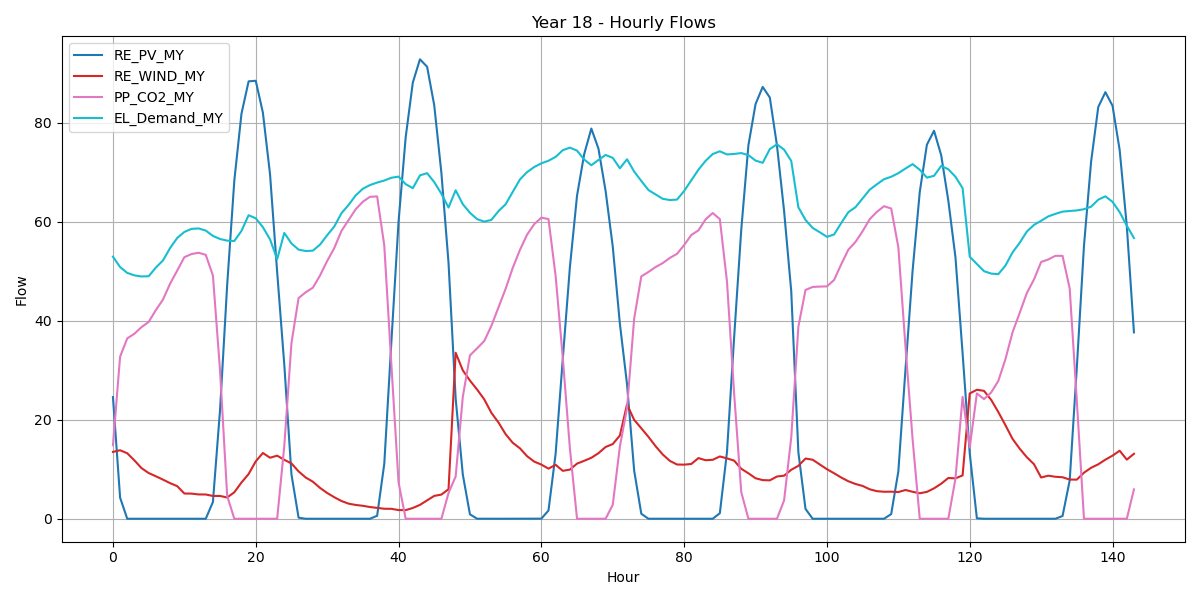 Year 18 - Hourly Flows
RE_PV_MY
RE_WIND_MY
PP_CO2_MY
EL_Demand_MY
Flow
80
60
40
20
0
0 20 40 60 80 100 120 140
Hour